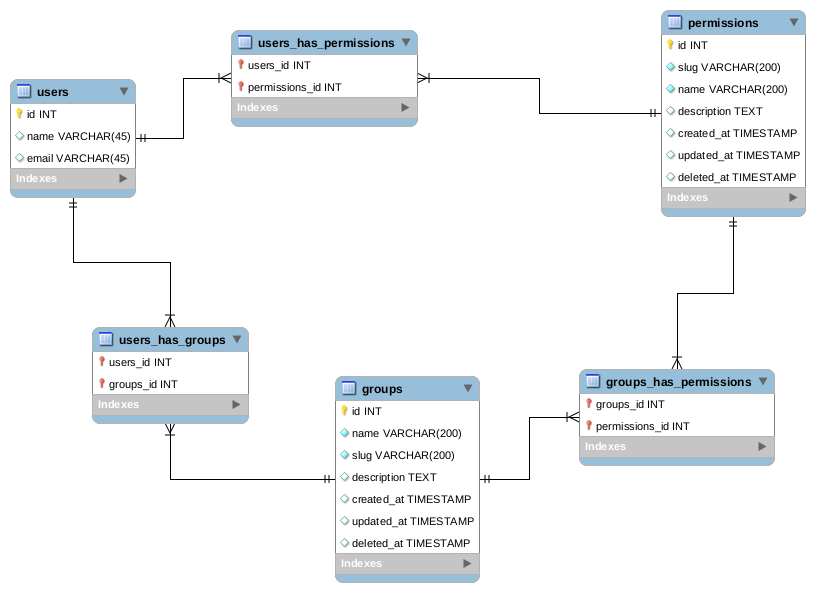 users
id INT
name VARCHAR(45)
email VARCHAR(45)
Indexes
users_has_permissions
users_id INT
permissions_id INT
Indexes
permissions
id INT
slug VARCHAR(200)
name VARCHAR(200)
description TEXT
created_at TIMESTAMP
updated_at TIMESTAMP
deleted_at TIMESTAMP
Indexes
users_has_groups
users_id INT
groups_id INT
Indexes
groups
id INT
name VARCHAR(200)
slug VARCHAR(200)
description TEXT
created_at TIMESTAMP
updated_at TIMESTAMP
deleted_at TIMESTAMP
Indexes
groups_has_permissions
groups_id INT
permissions_id INT
Indexes